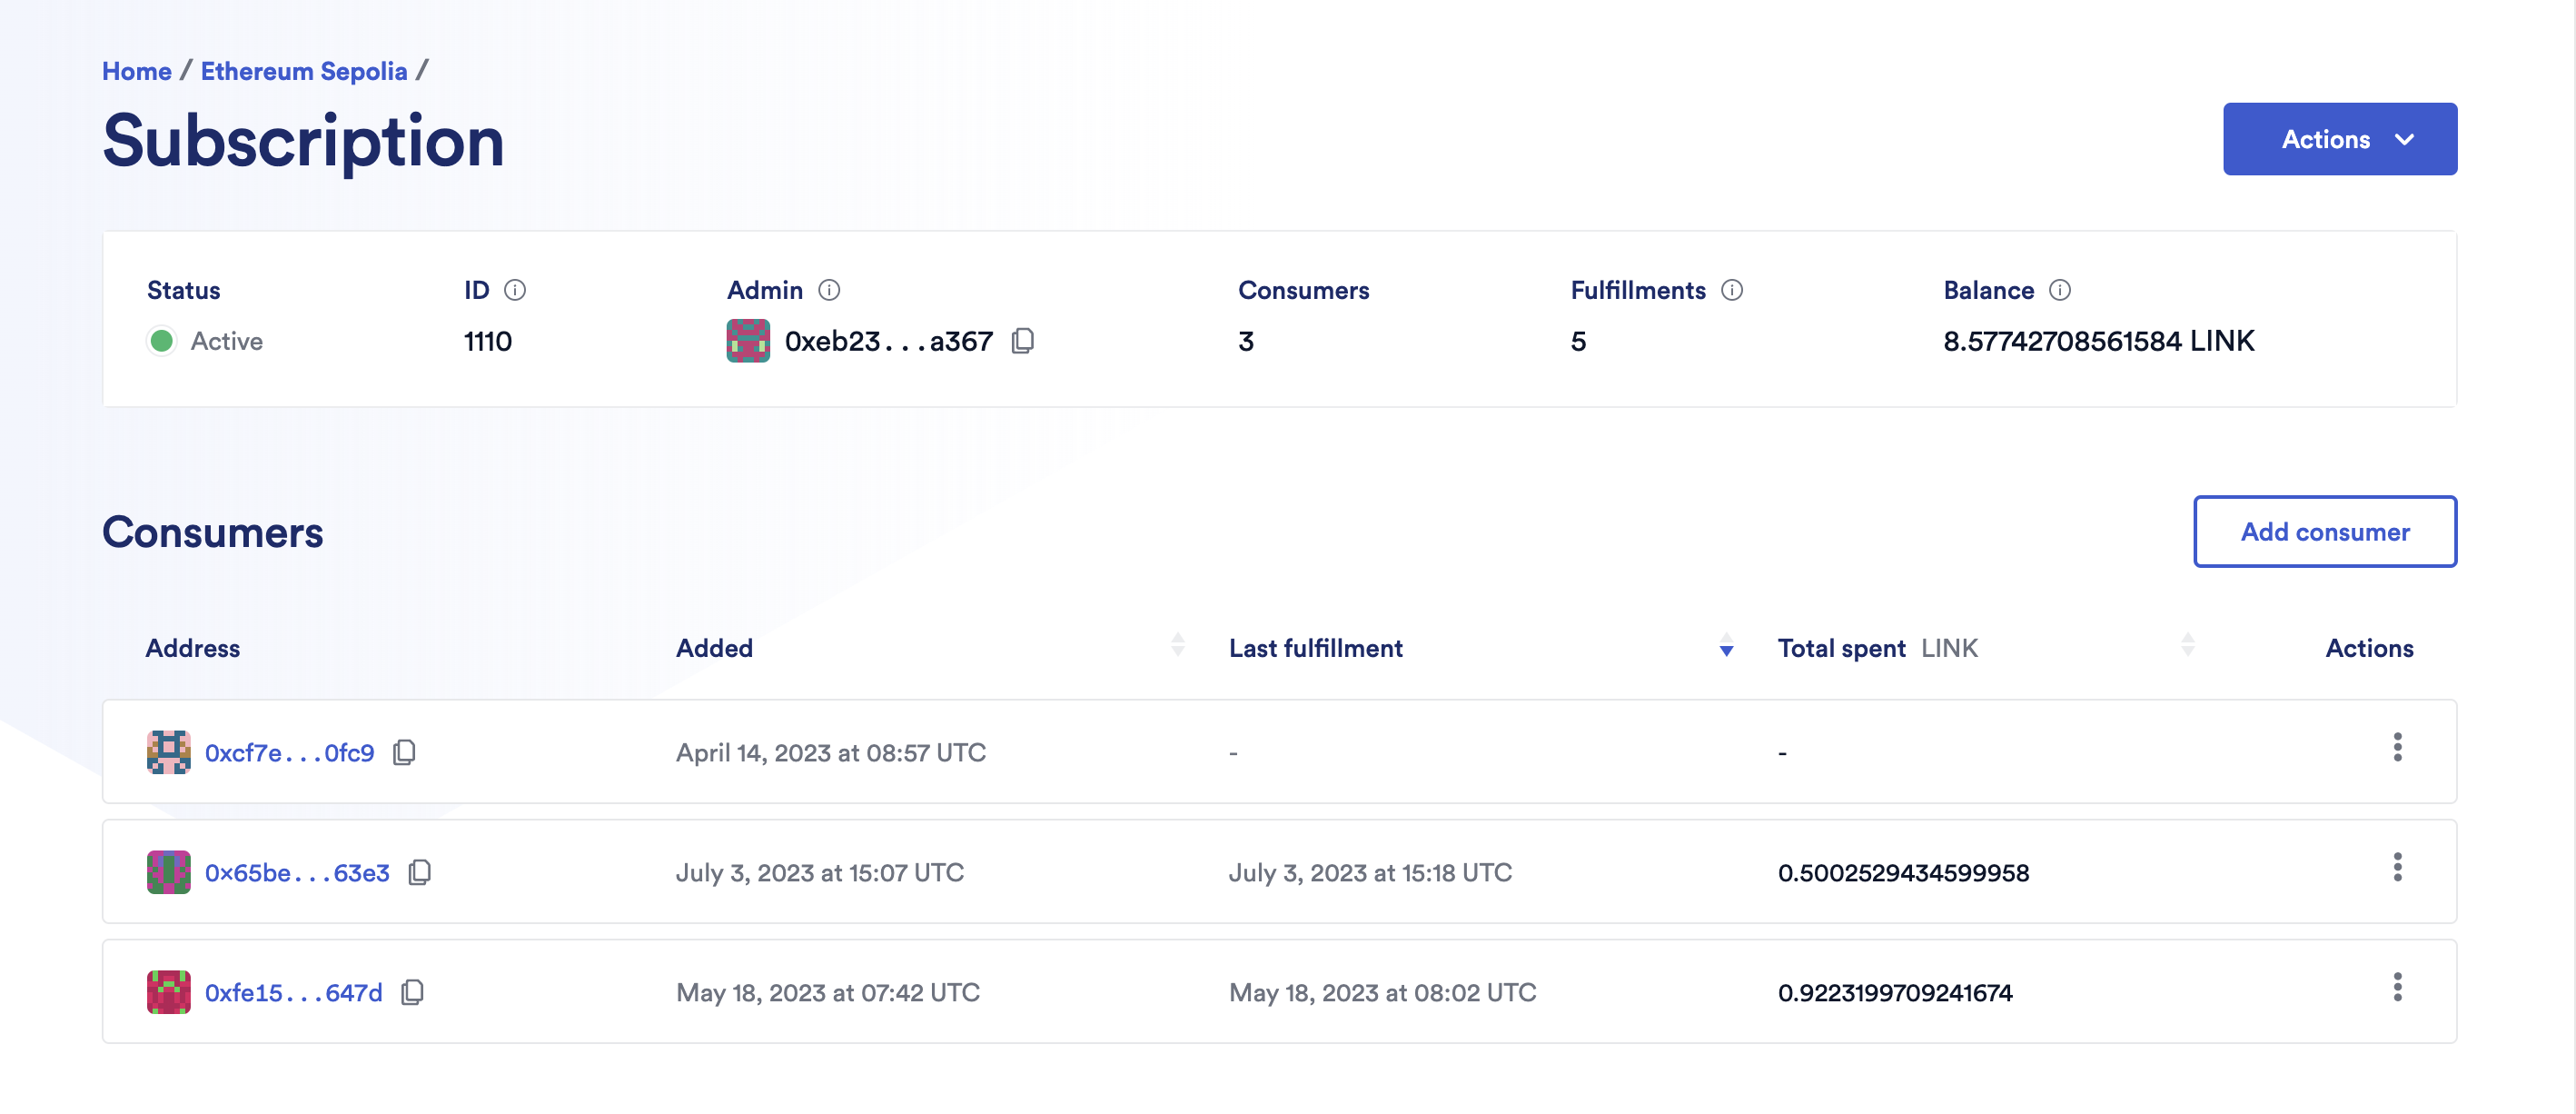 Home / Ethereum Sepolia /
Subscription
Actions
Status ID Admin Consumers Fulfillments Balance
Active 1110 0xeb23...a367 3 5 8.57742708561584 LINK
Consumers
Add consumer
Address Added Last fulfillment Total spent LINK Actions
0xcf7e...0fc9 April 14, 2023 at 08:57 UTC - -
0x65be...63e3 July 3, 2023 at 15:07 UTC July 3, 2023 at 15:18 UTC 0.5002529434599958
0xfe15...647d May 18, 2023 at 07:42 UTC May 18, 2023 at 08:02 UTC 0.9223199709241674